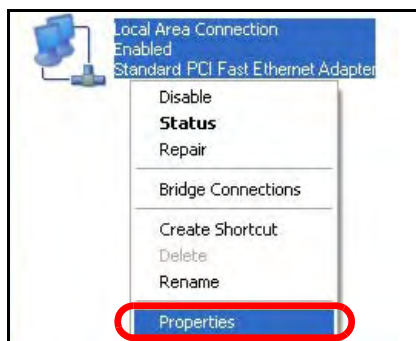 Local Area Connection
Enabled
Standard PCI Fast Ethernet Adapter
Disable
Status
Repair
Bridge Connections
Create Shortcut
Delete
Rename
Properties